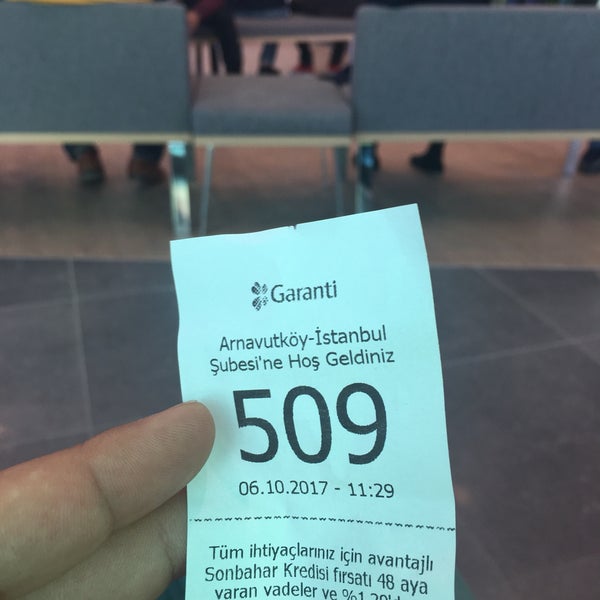 Garanti
Arnavutköy-İstanbul
Şubesi'ne Hoş Geldiniz
509
06.10.2017 - 11:29
Tüm ihtiyaçlarınız için avantajlı
Sonbahar Kredisi fırsatı 48 aya
varan vadeler ve